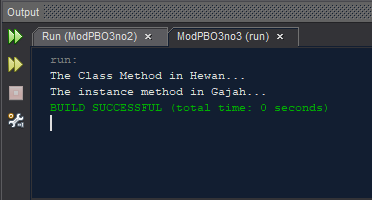 Output
Run (ModPBO3no2) ×
ModPBO3no3 (run) ×
run:
The Class Method in Hewan...
The instance method in Gajah...
BUILD SUCCESSFUL (total time: 0 seconds)